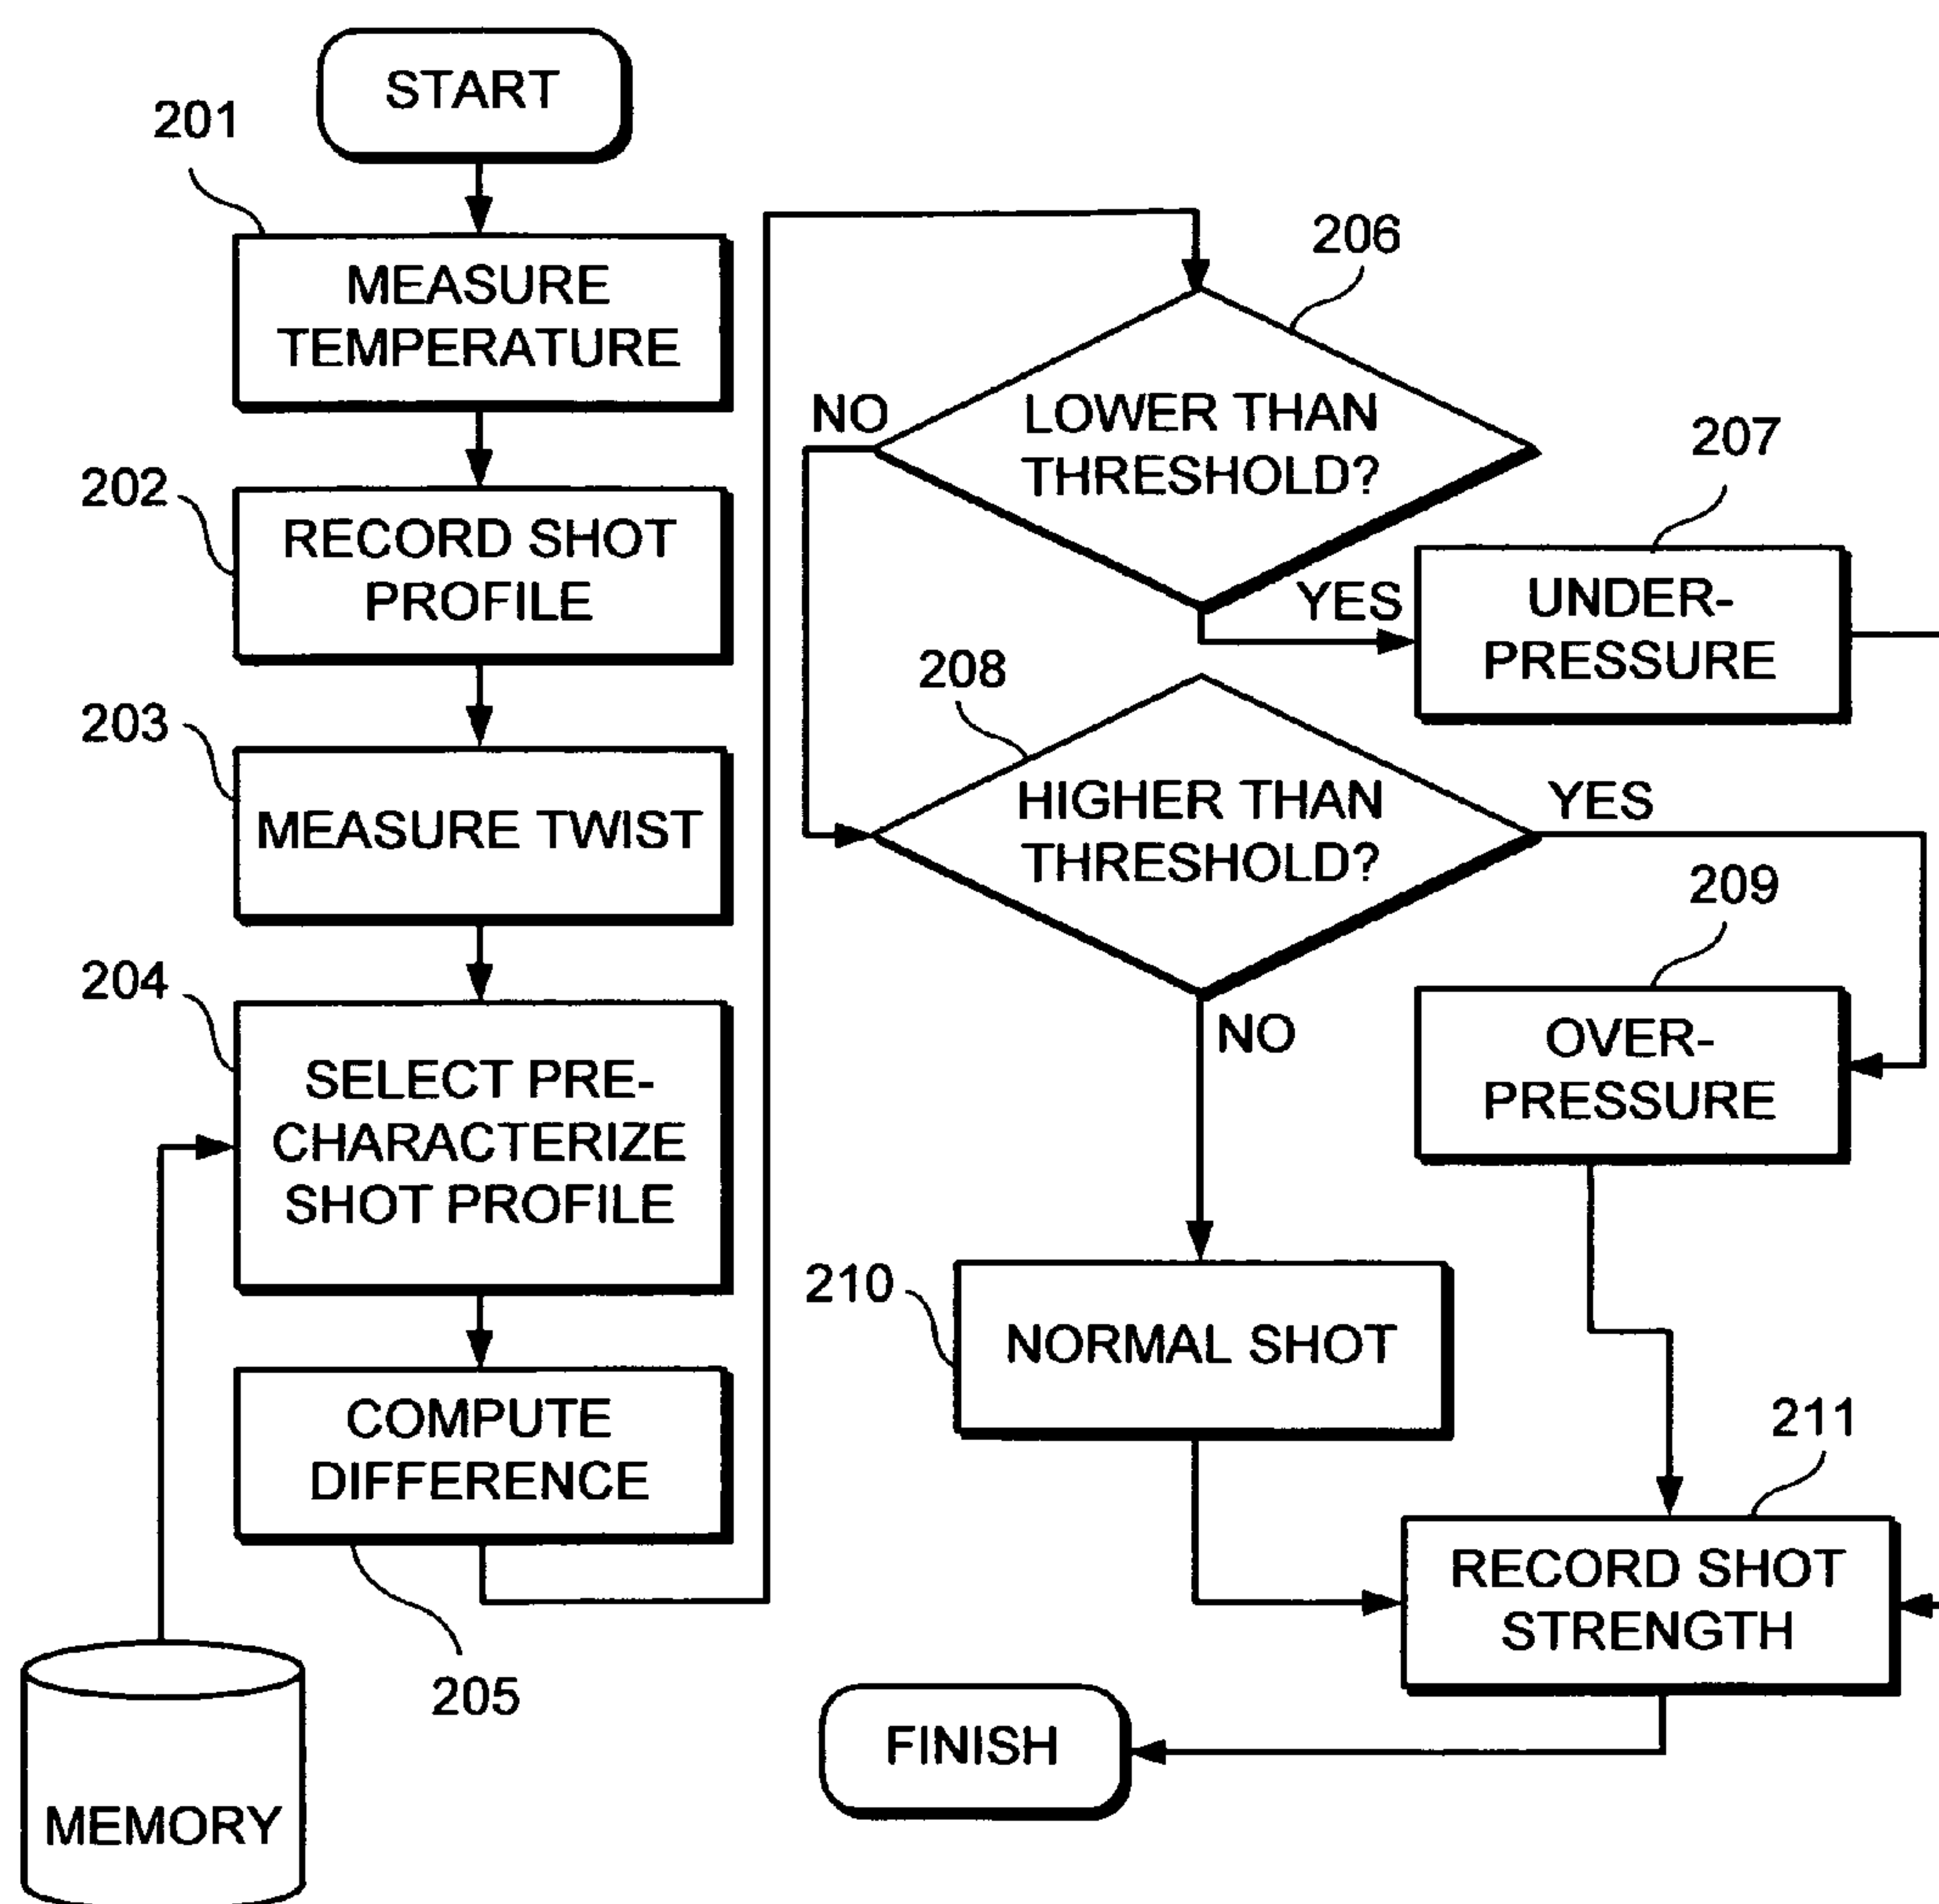 START
201
MEASURE
TEMPERATURE
202
RECORD SHOT
PROFILE
203
MEASURE TWIST
204
SELECT PRE-
CHARACTERIZE
SHOT PROFILE
COMPUTE
DIFFERENCE
205
MEMORY
206
LOWER THAN
THRESHOLD?
NO
YES
207
UNDER-
PRESSURE
208
HIGHER THAN
THRESHOLD?
YES
NO
209
OVER-
PRESSURE
210
NORMAL SHOT
211
RECORD SHOT
STRENGTH
FINISH